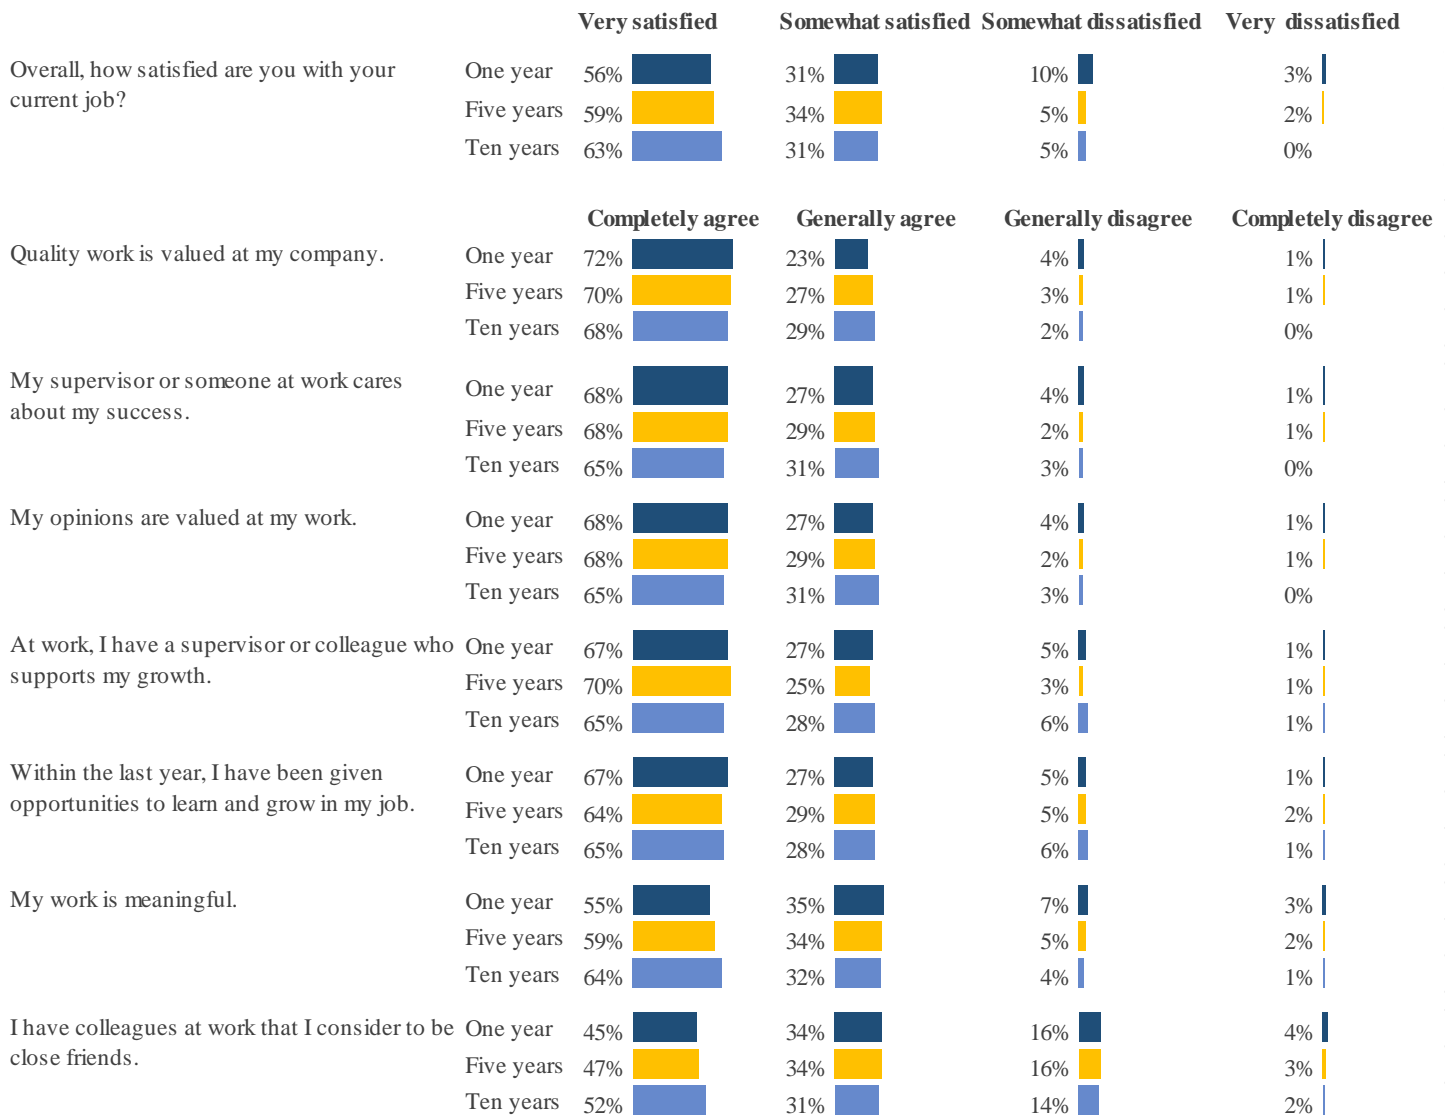 Very satisfied Somewhat satisfied Somewhat dissatisfied Very dissatisfied
Overall, how satisfied are you with your current job?
One year 56% 31% 10% 3%
Five years 59% 34% 5% 2%
Ten years 63% 31% 5% 0%
Completely agree Generally agree Generally disagree Completely disagree
Quality work is valued at my company.
One year 72% 23% 4% 1%
Five years 70% 27% 3% 1%
Ten years 68% 29% 2% 0%
My supervisor or someone at work cares
about my success.
One year 68% 27% 4% 1%
Five years 68% 29% 2% 1%
Ten years 65% 31% 3% 0%
My opinions are valued at my work.
One year 68% 27% 4% 1%
Five years 68% 29% 2% 1%
Ten years 65% 31% 3% 0%
At work, I have a supervisor or colleague who
supports my growth.
One year 67% 27% 5% 1%
Five years 70% 25% 3% 1%
Ten years 65% 28% 6% 1%
Within the last year, I have been given
opportunities to learn and grow in my job.
One year 67% 27% 5% 1%
Five years 64% 29% 5% 2%
Ten years 65% 28% 6% 1%
My work is meaningful.
One year 55% 35% 7% 3%
Five years 59% 34% 5% 2%
Ten years 64% 32% 4% 1%
I have colleagues at work that I consider to be
close friends.
One year 45% 34% 16% 4%
Five years 47% 34% 16% 3%
Ten years 52% 31% 14% 2%